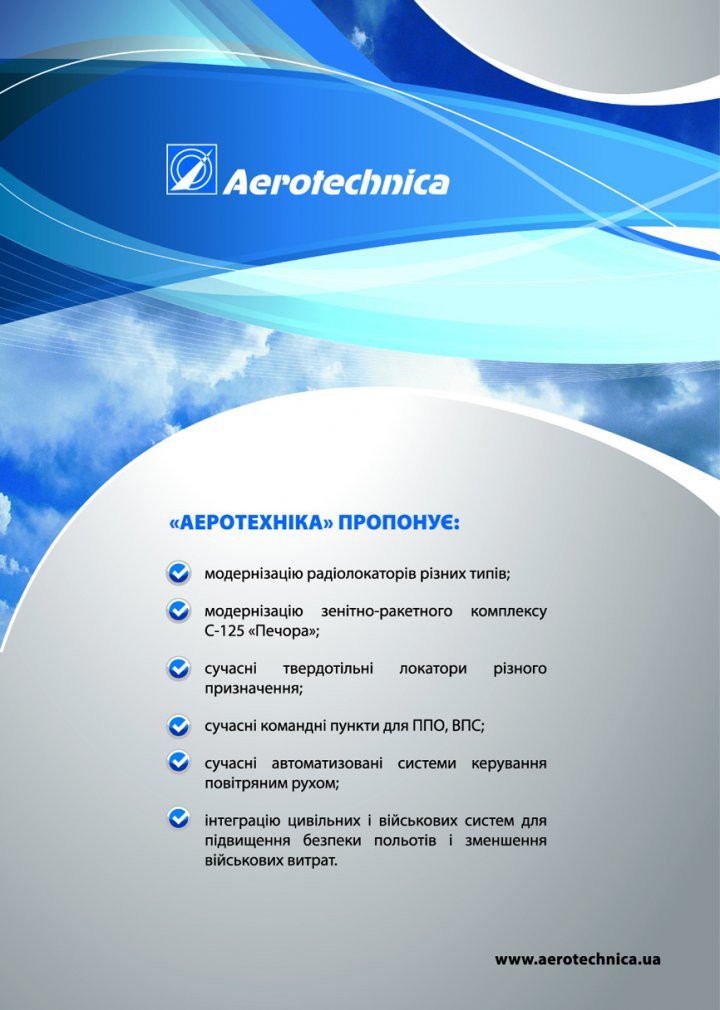 Aerotechnica
«АЕРОТЕХНІКА» ПРОПОНУЄ:
модернізацію радіолокаторів різних типів;
модернізацію зенітно-ракетного комплексу
С-125 «Печора»;
сучасні твердотільні локатори різного
призначення;
сучасні командні пункти для ППО, ВПС;
сучасні автоматизовані системи керування
повітряним рухом;
інтеграцію цивільних і військових систем для
підвищення безпеки польотів і зменшення
військових витрат.
www.aerotechnica.ua